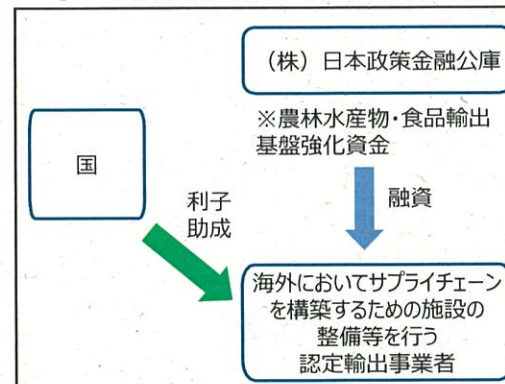 （株）日本政策金融公庫
※農林水産物・食品輸出
基盤強化資金
国
利子
助成
融資
海外においてサプライチェーン
を構築するための施設の
整備等を行う
認定輸出事業者